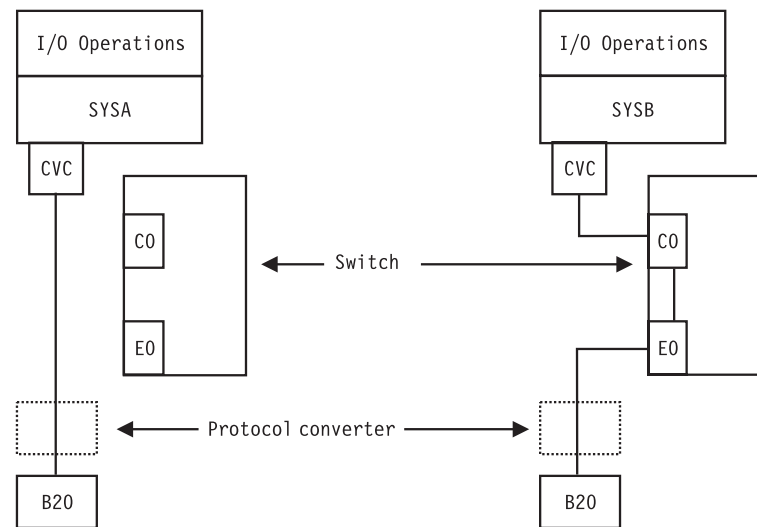 I/O Operations
I/O Operations
SYSA
SYSB
CVC
CVC
C0
C0
Switch
E0
E0
Protocol converter
B20
B20